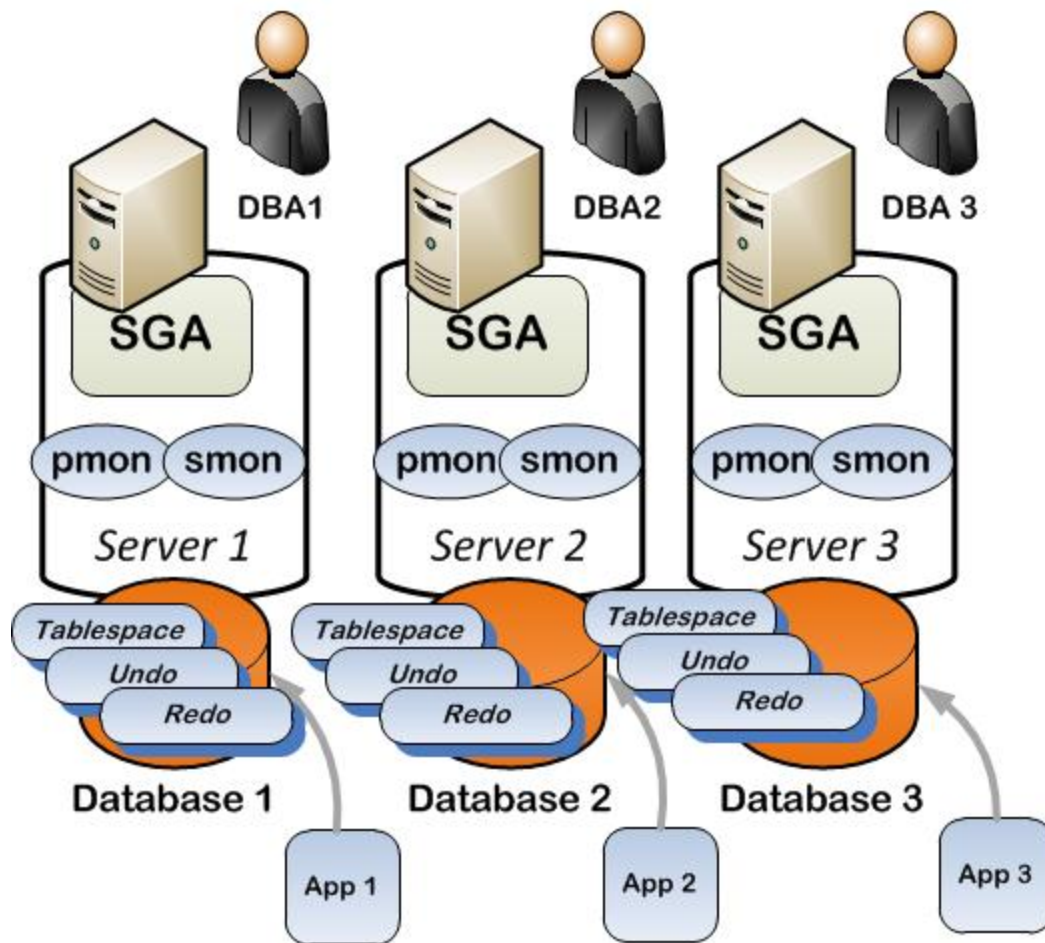 DBA1
DBA2
DBA 3
SGA
SGA
SGA
pmon
smon
pmon
smon
pmon
smon
Server 1
Server 2
Server 3
Tablespace
Undo
Redo
Tablespace
Undo
Redo
Tablespace
Undo
Redo
Database 1
Database 2
Database 3
App 1
App 2
App 3